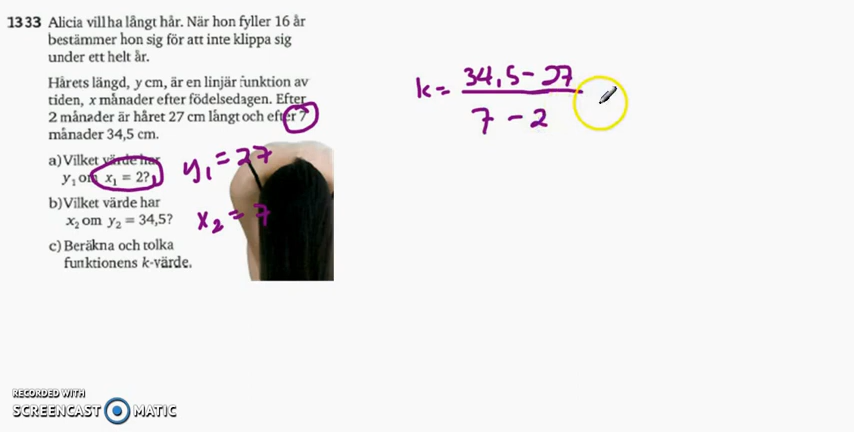 1333 Alicia vill ha långt hår. När hon fyller 16 år
bestämmer hon sig för att inte klippa sig
under ett helt år.
Hårets längd, y cm, är en linjär funktion av
tiden, x månader efter födelsedagen. Efter
2 månader är håret 27 cm långt och efter 7
månader 34,5 cm.
a) Vilket värde har
y₁ om x₁ = 2?
y₁ = 27
b) Vilket värde har
x₂ om y₂ = 34,5?
x₂ = 7
c) Beräkna och tolka
funktionens k-värde.
k = 34,5 - 27
7 - 2
RECORDED WITH
SCREENCAST MATIC